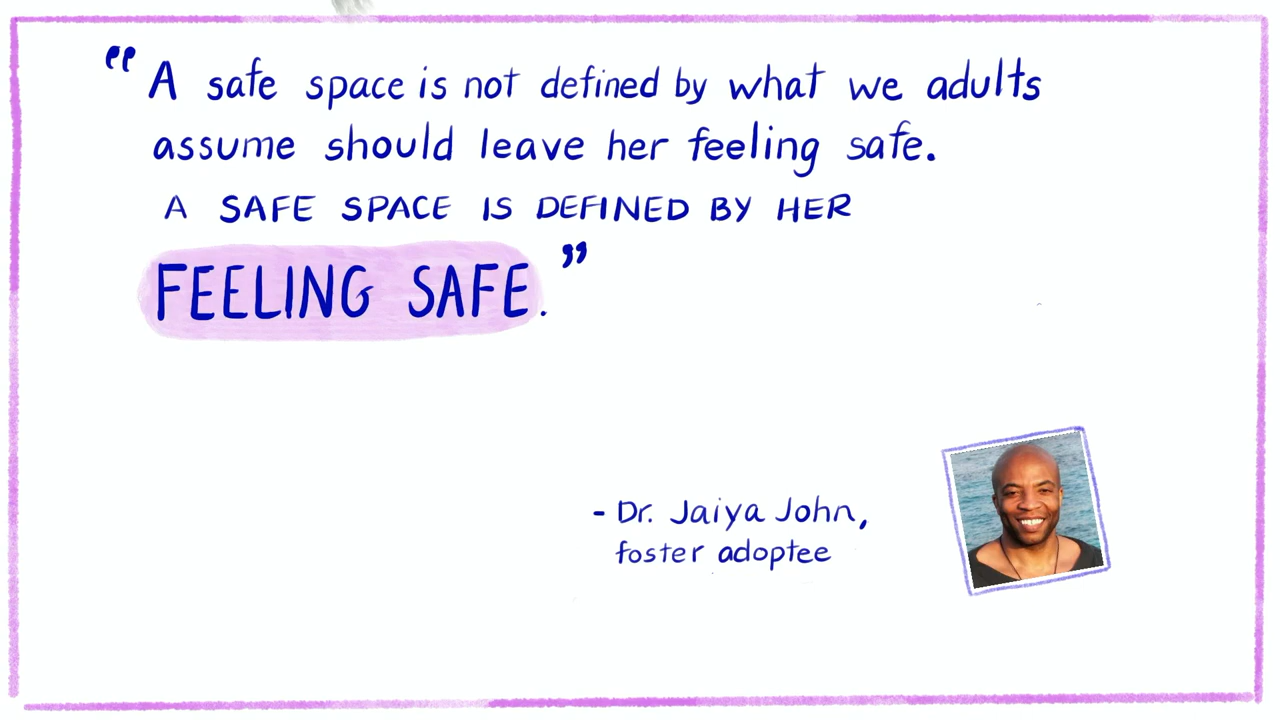 “A safe space is not defined by what we adults
assume should leave her feeling safe.
A SAFE SPACE IS DEFINED BY HER
FEELING SAFE.”
- Dr. Jaiya John,
foster adoptee